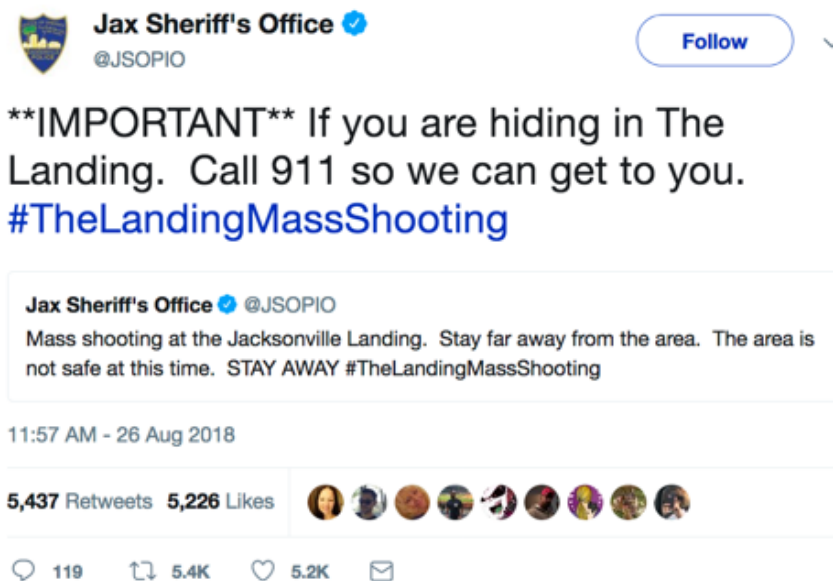 Jax Sheriff's Office
@JSOPIO
Follow
**IMPORTANT** If you are hiding in The
Landing. Call 911 so we can get to you.
#TheLandingMassShooting
Jax Sheriff's Office @JSOPIO
Mass shooting at the Jacksonville Landing. Stay far away from the area. The area is
not safe at this time. STAY AWAY #TheLandingMassShooting
11:57 AM - 26 Aug 2018
5,437 Retweets 5,226 Likes
119 5.4K 5.2K